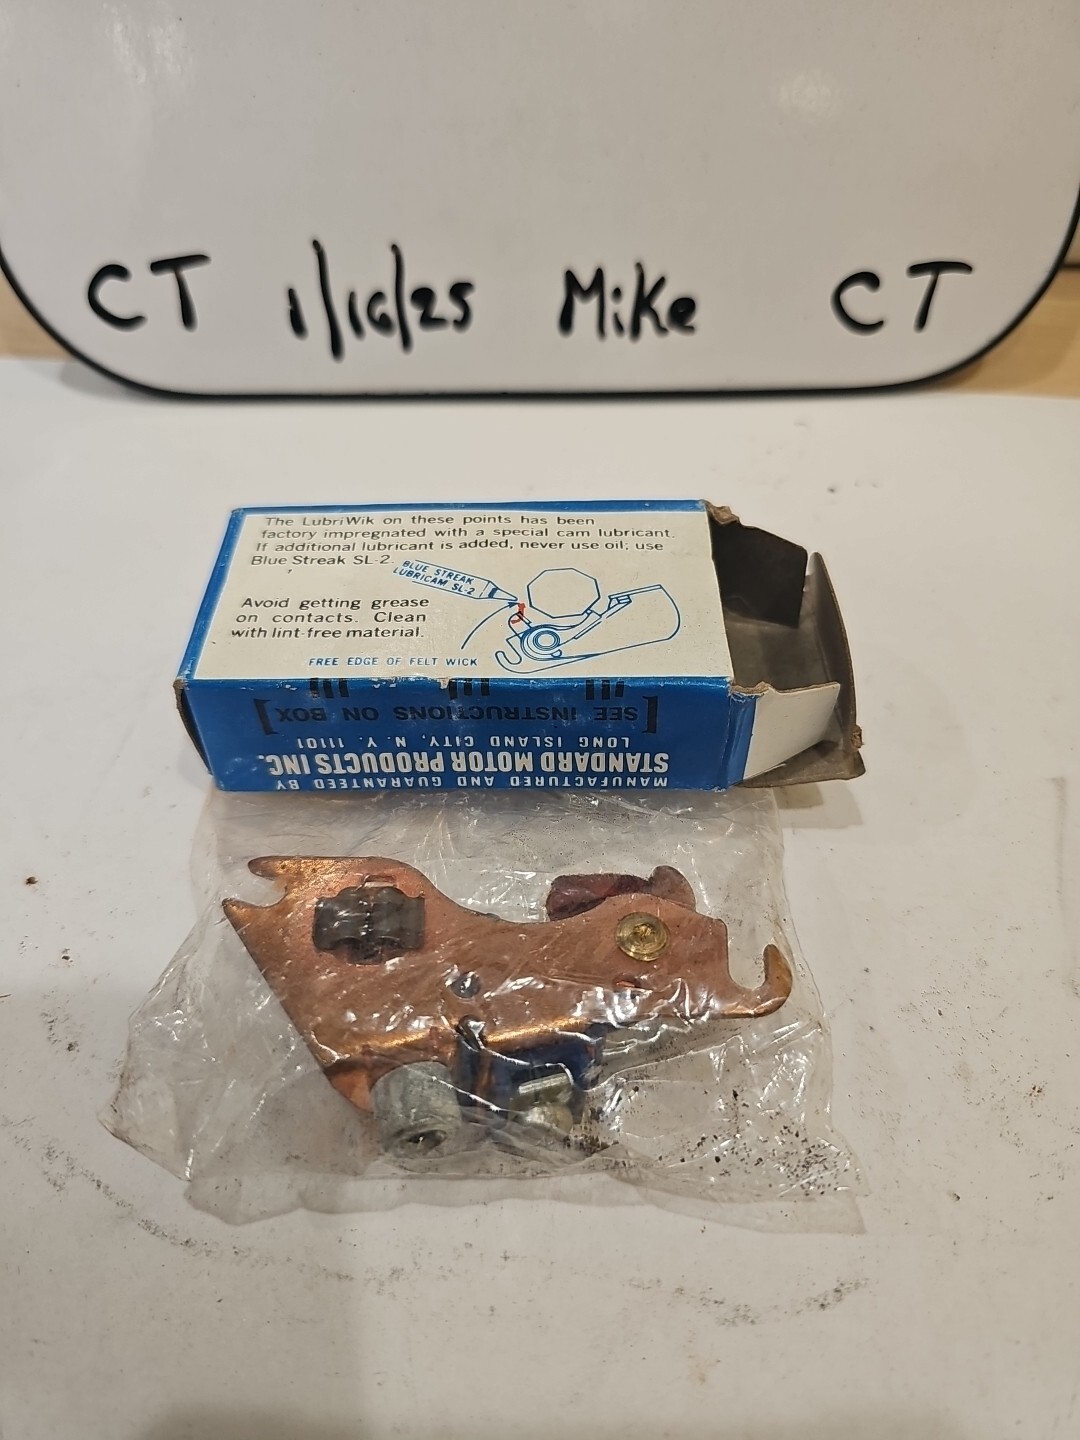 CT 1/16/25 Mike CT
The LubriWik on these points has been
factory impregnated with a special cam lubricant.
If additional lubricant is added, never use oil; use
Blue Streak SL-2.
BLUE STREAK
LUBRICAM SL-2
Avoid getting grease
on contacts. Clean
with lint-free material.
FREE EDGE OF FELT WICK
MANUFACTURED AND GUARANTEED BY
STANDARD MOTOR PRODUCTS INC.
LONG ISLAND CITY, N.Y. 11101
[SEE INSTRUCTIONS ON BOX]